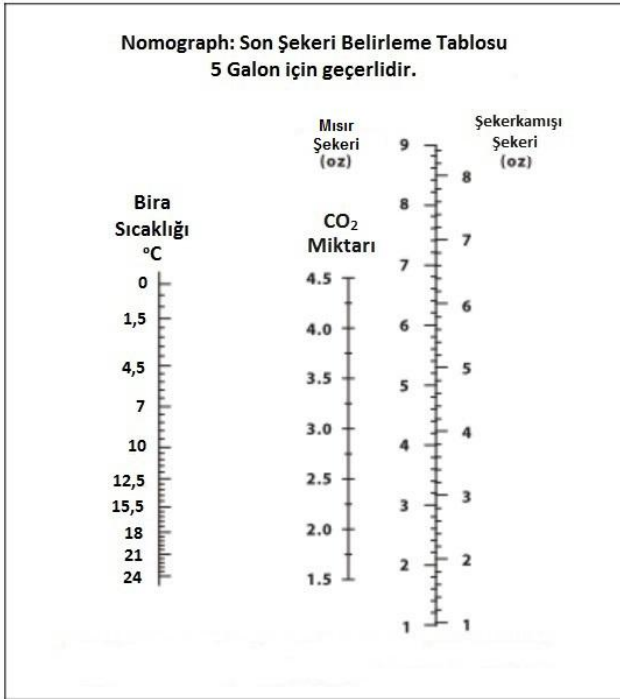 Nomograph: Son Şekeri Belirleme Tablosu
5 Galon için geçerlidir.
Mısır
Şekeri
(oz)
Şekerkamışı
Şekeri
(oz)
Bira
Sıcaklığı
ºC
CO₂
Miktarı
0
1,5
4,5
7
10
12,5
15,5
18
21
24
4.5
4.0
3.5
3.0
2.5
2.0
1.5
9
8
7
6
5
4
3
2
1
8
7
6
5
4
3
2
1